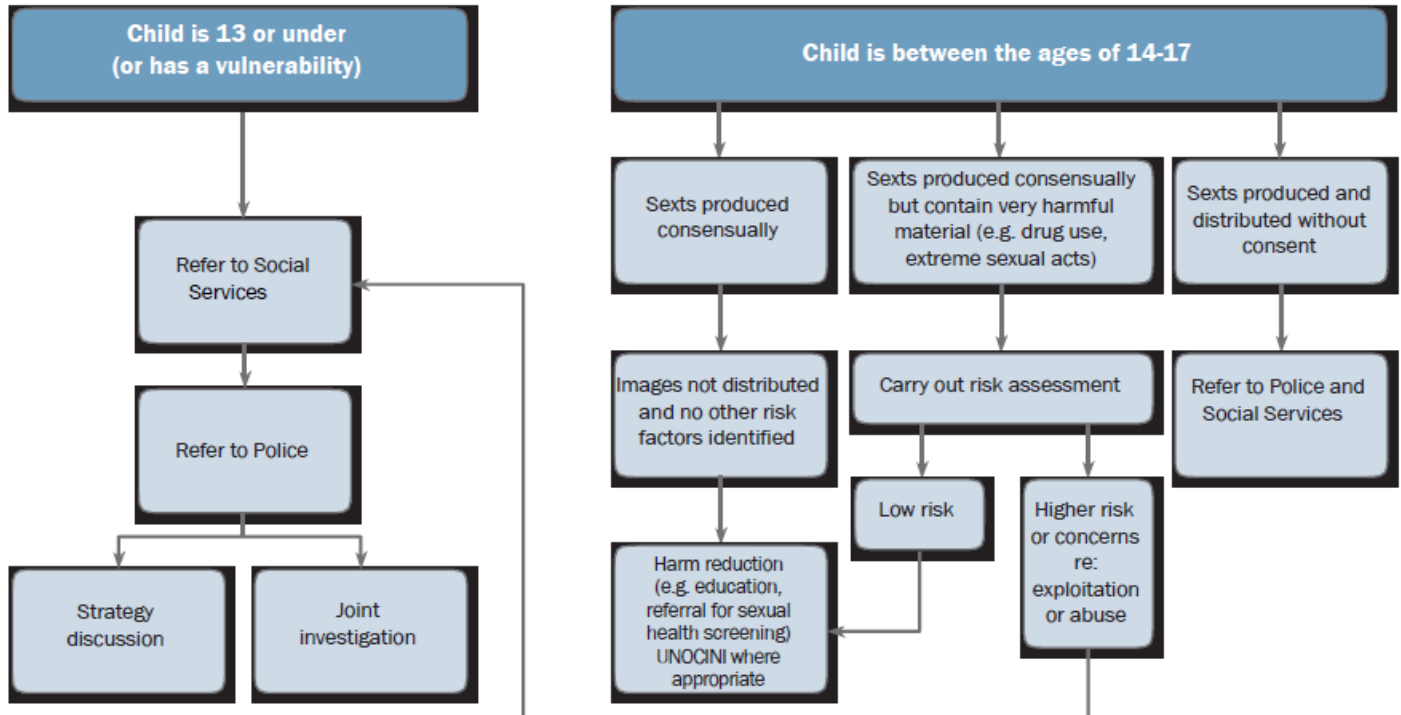 Child is 13 or under
(or has a vulnerability)
Refer to Social
Services
Refer to Police
Strategy
discussion
Joint
investigation
Child is between the ages of 14-17
Sexts produced
consensually
Images not distributed
and no other risk
factors identified
Harm reduction
(e.g. education,
referral for sexual
health screening)
UNOCINI where
appropriate
Sexts produced consensually
but contain very harmful
material (e.g. drug use,
extreme sexual acts)
Carry out risk assessment
Low risk
Higher risk
or concerns
re:
exploitation
or abuse
Sexts produced and
distributed without
consent
Refer to Police and
Social Services